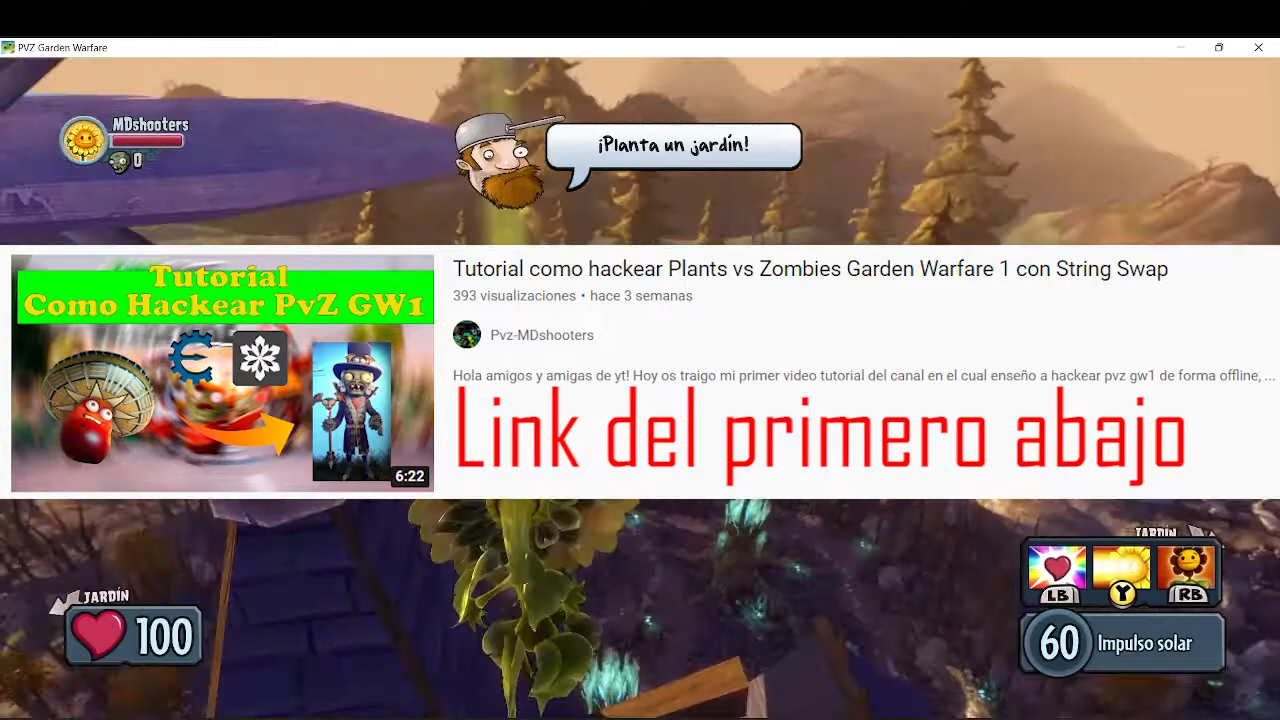 PVZ Garden Warfare
MDshooters
0
¡Planta un jardín!
Tutorial
Como Hackear PvZ GW1
6:22
Tutorial como hackear Plants vs Zombies Garden Warfare 1 con String Swap
393 visualizaciones • hace 3 semanas
Pvz-MDshooters
Hola amigos y amigas de yt! Hoy os traigo mi primer video tutorial del canal en el cual enseño a hackear pvz gw1 de forma offline, ...
Link del primero abajo
JARDÍN
100
JARDÍN
LB Y RB
60 Impulso solar